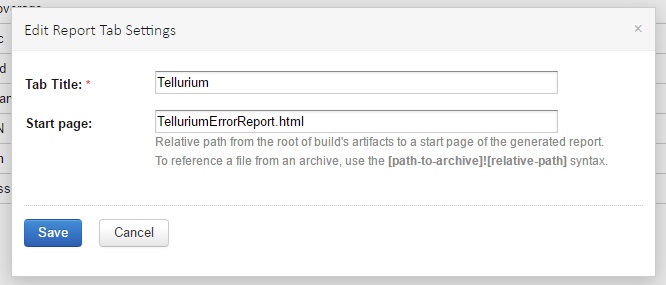 overage
Edit Report Tab Settings ×
Tab Title: * Tellurium
Start page: TelluriumErrorReport.html
Relative path from the root of build's artifacts to a start page of the generated report.
To reference a file from an archive, use the [path-to-archive]![relative-path] syntax.
Save Cancel